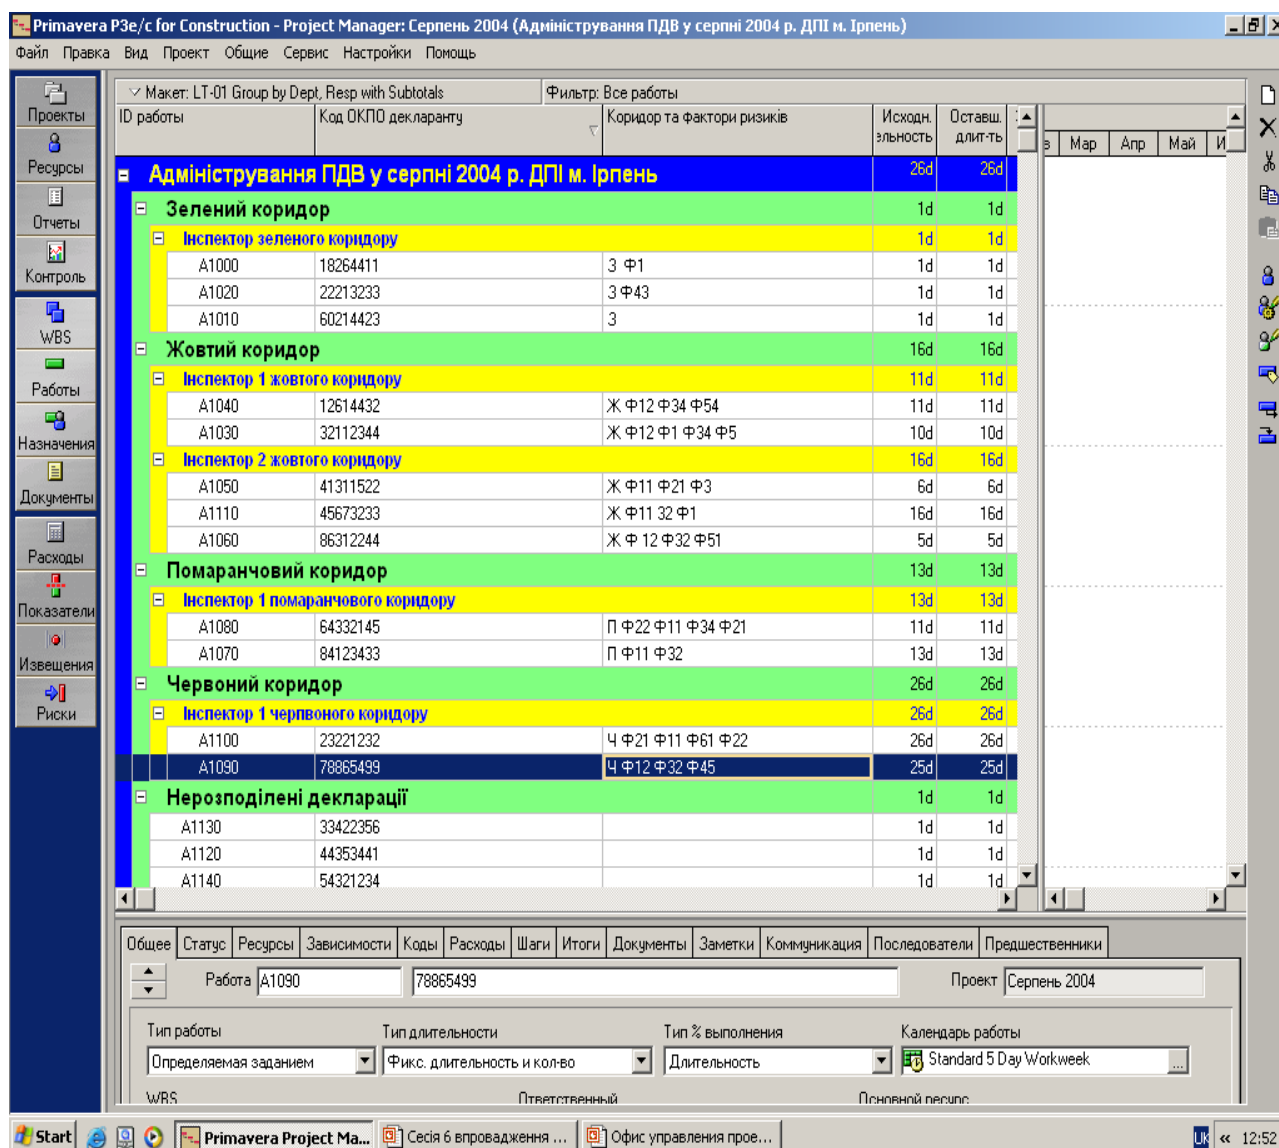 Primavera P3e/c for Construction - Project Manager: Серпень 2004 (Адміністрування ПДВ у серпні 2004 р. ДПІ м. Ірпень)
Файл Правка Вид Проект Общие Сервис Настройки Помощь
Проекты
Ресурсы
Отчеты
Контроль
WBS
Работы
Назначения
Документы
Расходы
Показатели
Извещения
Риски
Макет: LT-01 Group by Dept, Resp with Subtotals Фильтр: Все работы
ID работы Код ОКПО декларанту Коридор та фактори ризиків Исходн. Оставш.
ельность длит-ть Мар Апр Май И
Адміністрування ПДВ у серпні 2004 р. ДПІ м. Ірпень 26d 26d
Зелений коридор 1d 1d
Інспектор зеленого коридору 1d 1d
A1000 18264411 З Ф1 1d 1d
A1020 22213233 З Ф43 1d 1d
A1010 60214423 З 1d 1d
Жовтий коридор 16d 16d
Інспектор 1 жовтого коридору 11d 11d
A1040 12614432 Ж Ф12 Ф34 Ф54 11d 11d
A1030 32112344 Ж Ф12 Ф1 Ф34 Ф5 10d 10d
Інспектор 2 жовтого коридору 16d 16d
A1050 41311522 Ж Ф11 Ф21 Ф3 6d 6d
A1110 45673233 Ж Ф11 32 Ф1 16d 16d
A1060 86312244 Ж Ф 12 Ф32 Ф51 5d 5d
Помаранчовий коридор 13d 13d
Інспектор 1 помаранчового коридору 13d 13d
A1080 64332145 П Ф22 Ф11 Ф34 Ф21 11d 11d
A1070 84123433 П Ф11 Ф32 13d 13d
Червоний коридор 26d 26d
Інспектор 1 черпвоного коридору 26d 26d
A1100 23221232 Ч Ф21 Ф11 Ф61 Ф22 26d 26d
A1090 78865499 Ч Ф12 Ф32 Ф45 25d 25d
Нерозподілені декларації 1d 1d
A1130 33422356 1d 1d
A1120 44353441 1d 1d
A1140 54321234 1d 1d
Общее Статус Ресурсы Зависимости Коды Расходы Шаги Итоги Документы Заметки Коммуникация Последователи Предшественники
Работа A1090 78865499 Проект Серпень 2004
Тип работы Тип длительности Тип % выполнения Календарь работы
Определяемая заданием Фикс. длительность и кол-во Длительность Standard 5 Day Workweek ...
WBS Ответственный Основной ресурс
Start Primavera Project Ma... Сесія 6 впровадження ... Офис управления прое... UK « 12:52